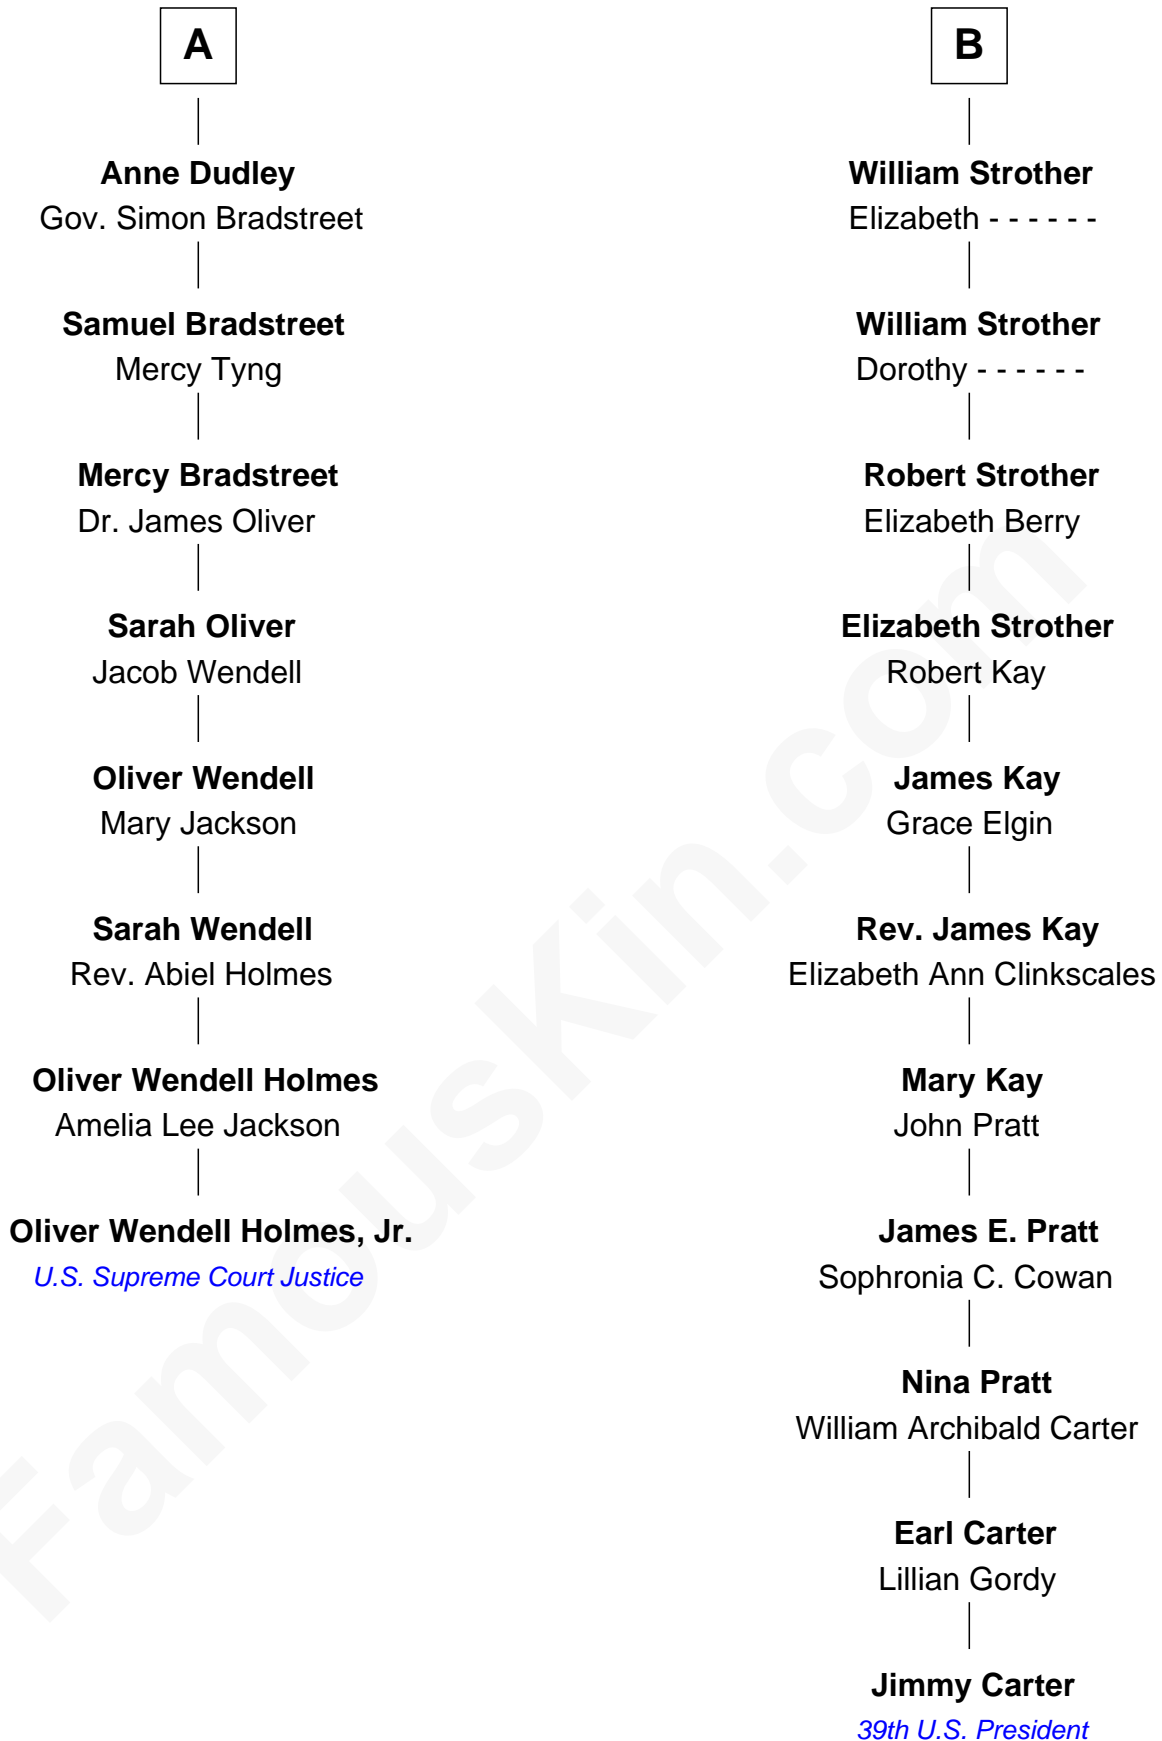 A
Anne Dudley
Gov. Simon Bradstreet
Samuel Bradstreet
Mercy Tyng
Mercy Bradstreet
Dr. James Oliver
Sarah Oliver
Jacob Wendell
Oliver Wendell
Mary Jackson
Sarah Wendell
Rev. Abiel Holmes
Oliver Wendell Holmes
Amelia Lee Jackson
Oliver Wendell Holmes, Jr.
U.S. Supreme Court Justice
B
William Strother
Elizabeth - - - - - -
William Strother
Dorothy - - - - - -
Robert Strother
Elizabeth Berry
Elizabeth Strother
Robert Kay
James Kay
Grace Elgin
Rev. James Kay
Elizabeth Ann Clinkscales
Mary Kay
John Pratt
James E. Pratt
Sophronia C. Cowan
Nina Pratt
William Archibald Carter
Earl Carter
Lillian Gordy
Jimmy Carter
39th U.S. President
FamousKin.com